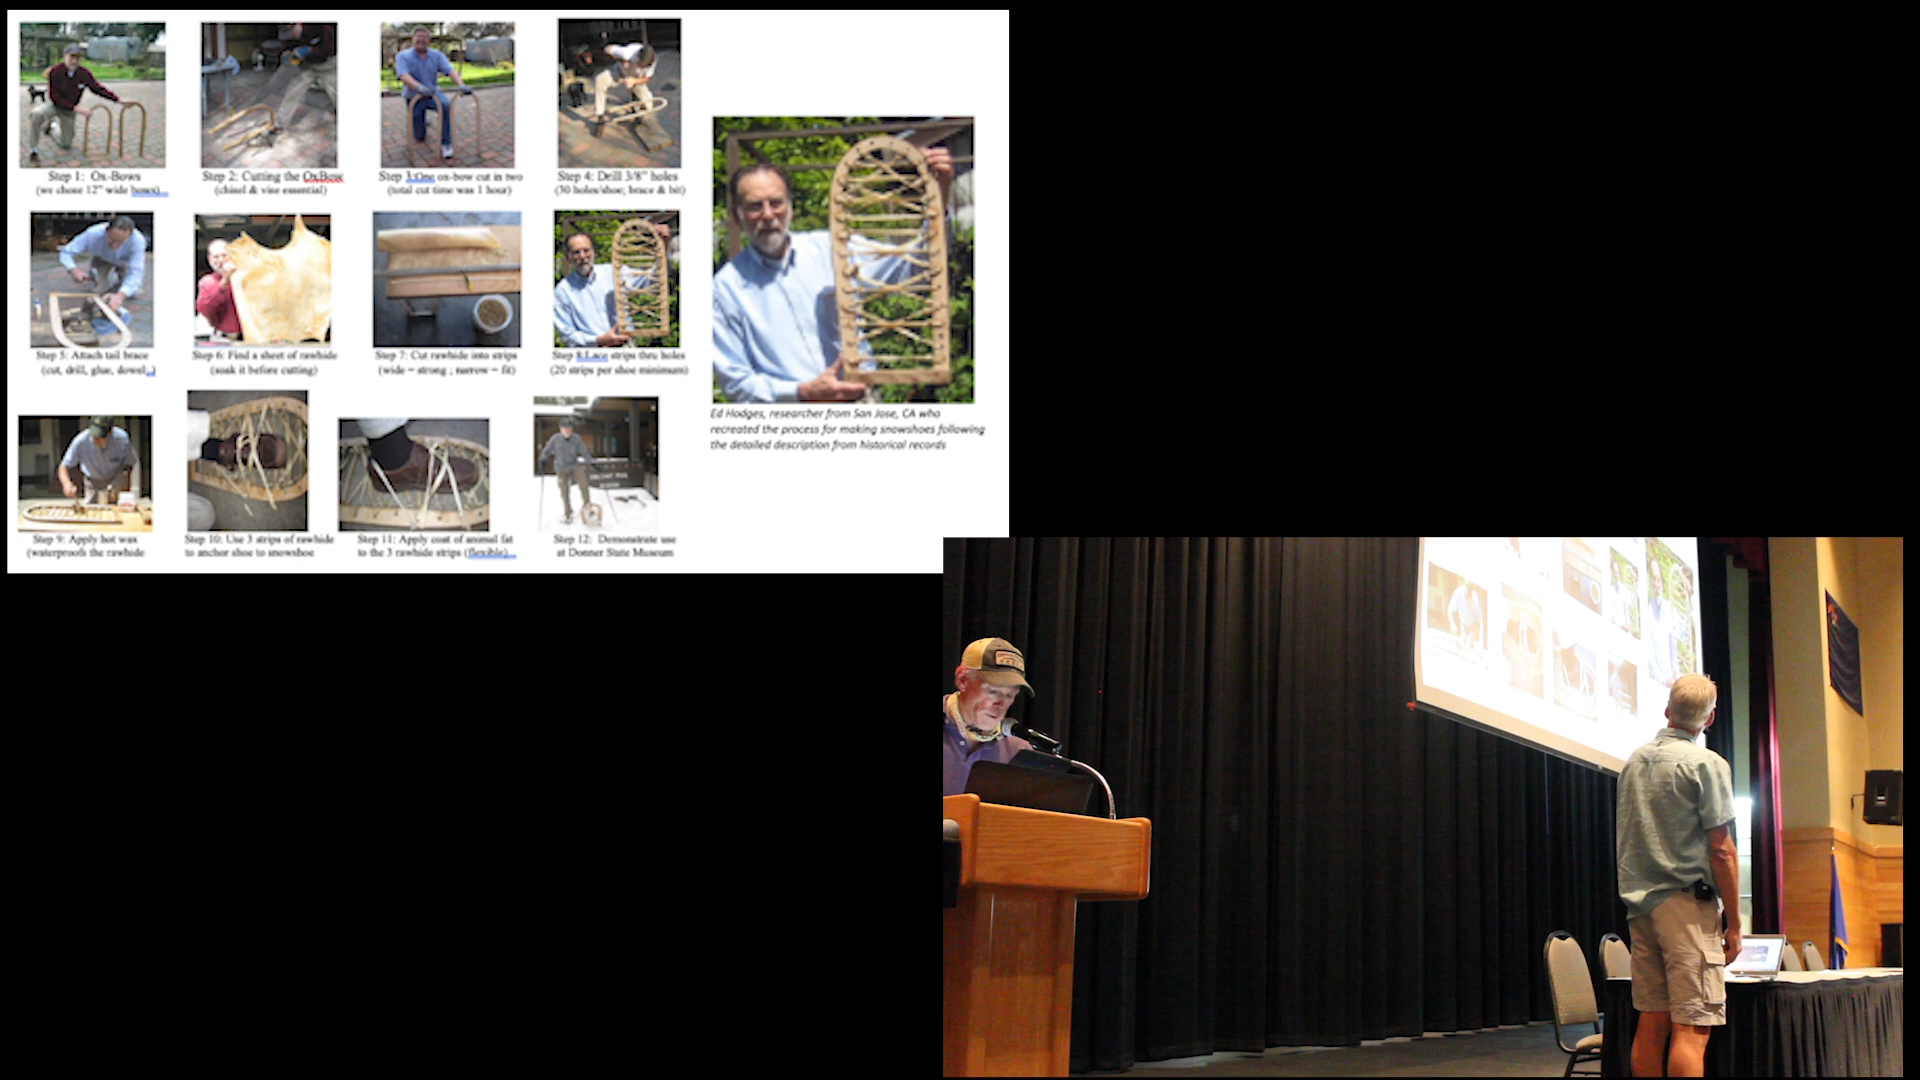 Step 1: Ox-Bows
(we chose 12" wide bows)
Step 2: Cutting the OxBow
(chisel & vise essential)
Step 3:One ox-bow cut in two
(total cut time was 1 hour)
Step 4: Drill 3/8" holes
(30 holes/shoe; brace & bit)
Step 5: Attach tail brace
(cut, drill, glue, dowel,)
Step 6: Find a sheet of rawhide
(soak it before cutting)
Step 7: Cut rawhide into strips
(wide = strong ; narrow = fit)
Step 8:Lace strips thru holes
(20 strips per shoe minimum)
Ed Hodges, researcher from San Jose, CA who
recreated the process for making snowshoes following
the detailed description from historical records
Step 9: Apply hot wax
(waterproofs the rawhide
Step 10: Use 3 strips of rawhide
to anchor shoe to snowshoe
Step 11: Apply coat of animal fat
to the 3 rawhide strips (flexible)
Step 12: Demonstrate use
at Donner State Museum